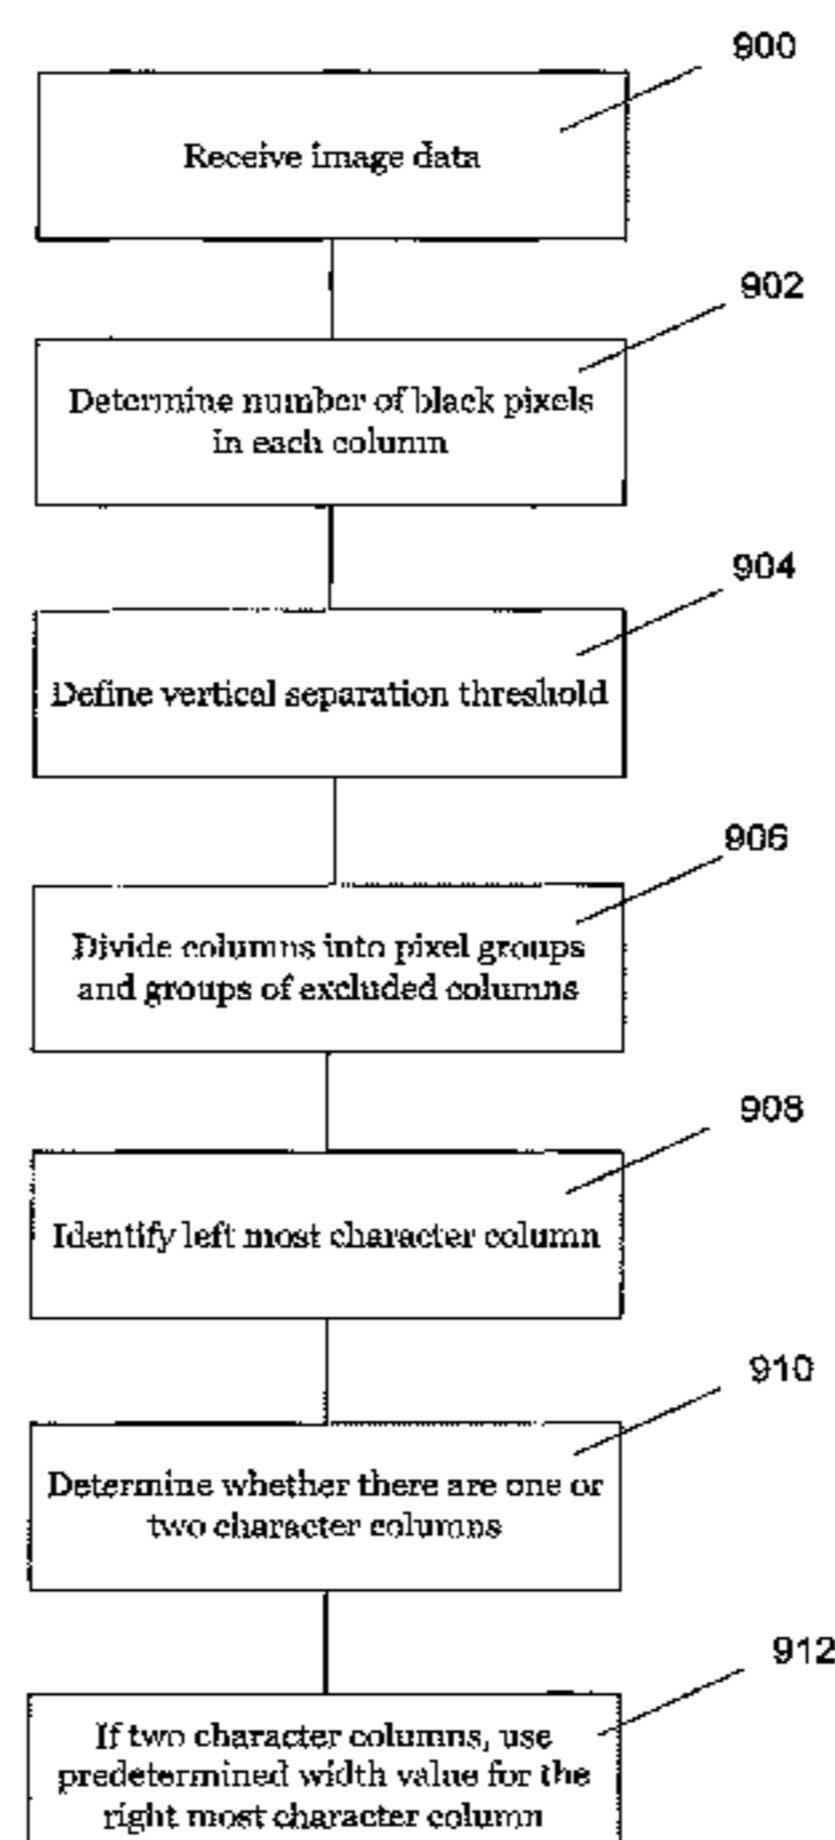 900
Receive image data
902
Determine number of black pixels
in each column
904
Define vertical separation threshold
906
Divide columns into pixel groups
and groups of excluded columns
908
Identify left most character column
910
Determine whether there are one or
two character columns
912
If two character columns, use
predetermined width value for the
right most character column